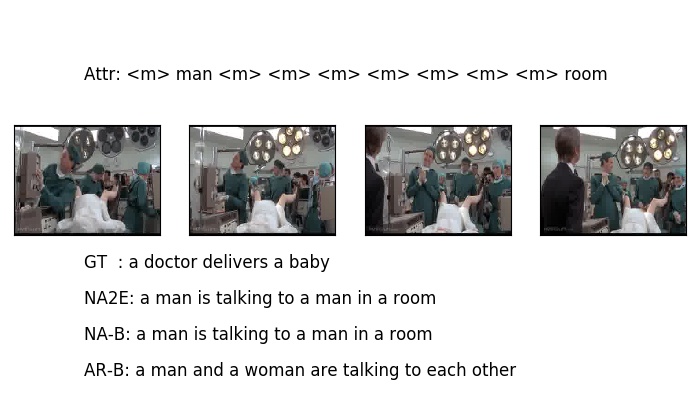 Attr: <m> man <m> <m> <m> <m> <m> <m> <m> room
GT : a doctor delivers a baby
NA2E: a man is talking to a man in a room
NA-B: a man is talking to a man in a room
AR-B: a man and a woman are talking to each other